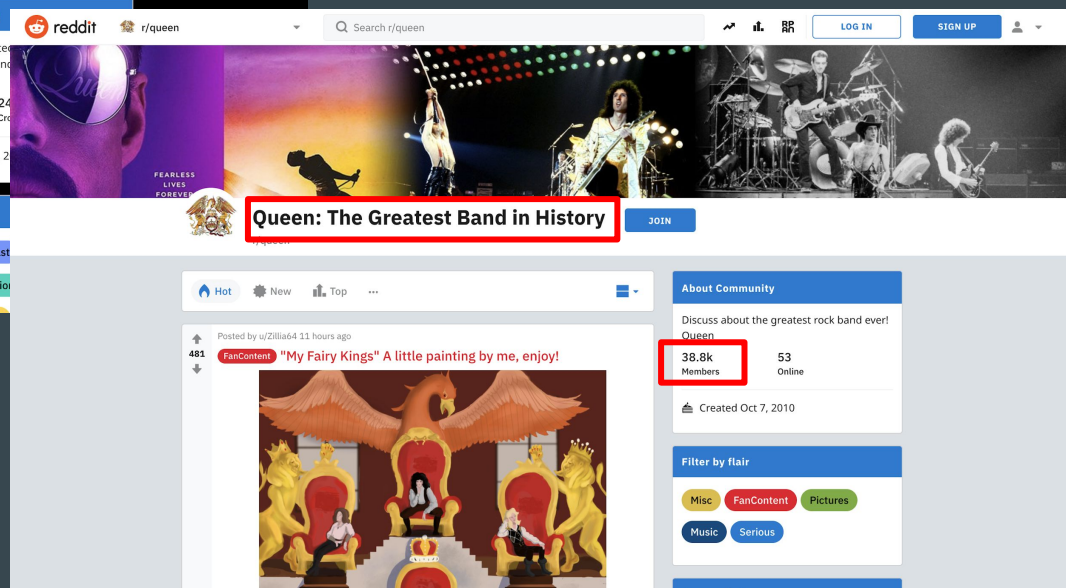 reddit
r/queen
Search r/queen
LOG IN
SIGN UP
Queen
FEARLESS
LIVES
FOREVER
Queen: The Greatest Band in History
JOIN
r/queen
Hot
New
Top
About Community
Discuss about the greatest rock band ever!
Queen
38.8k
Members
53
Online
Created Oct 7, 2010
Posted by u/Zillia64 11 hours ago
481
FanContent "My Fairy Kings" A little painting by me, enjoy!
Filter by flair
Misc
FanContent
Pictures
Music
Serious